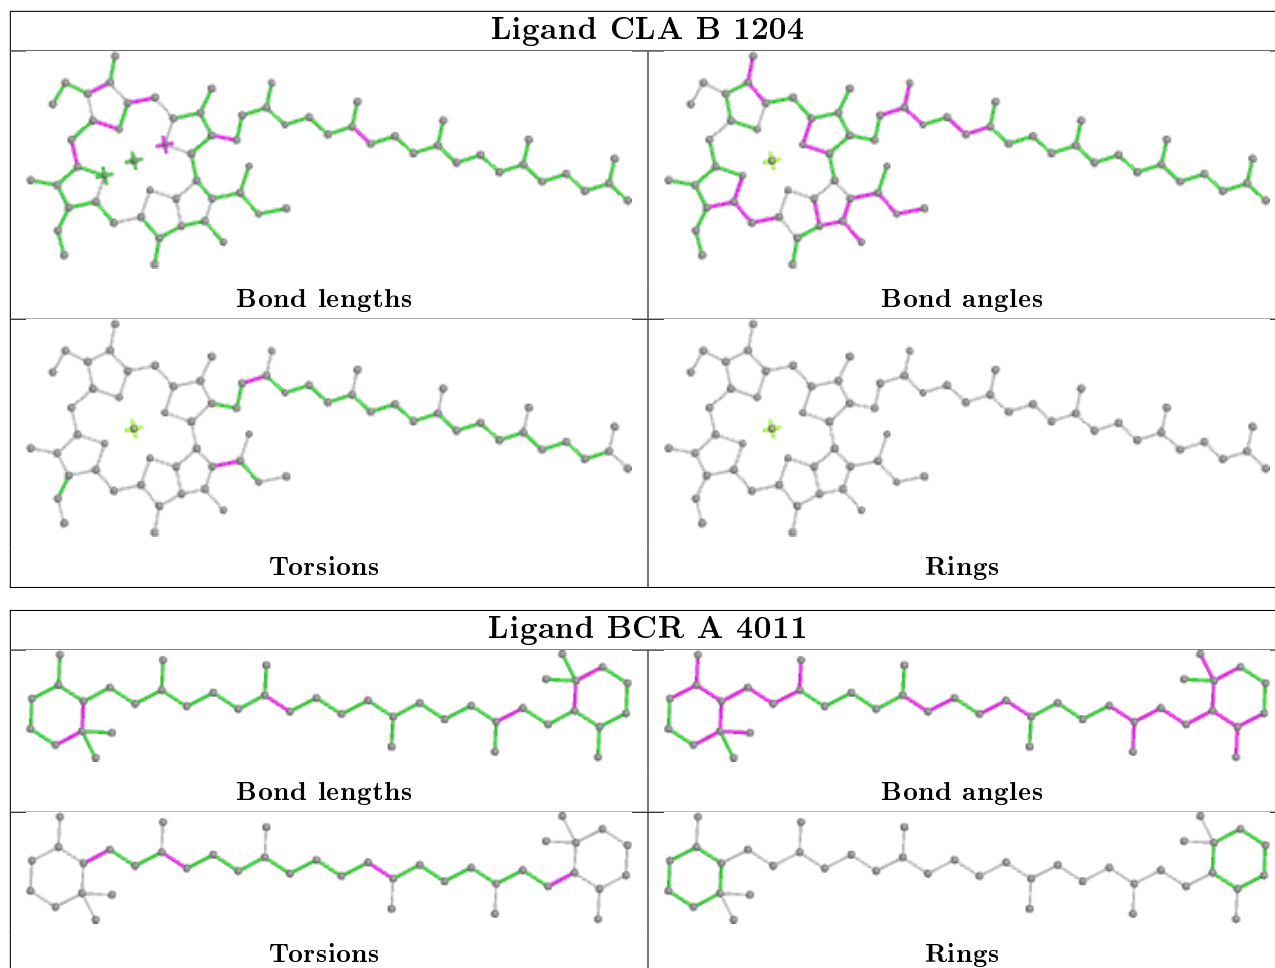 Ligand CLA B 1204
Bond lengths
Bond angles
Torsions
Rings
Ligand BCR A 4011
Bond lengths
Bond angles
Torsions
Rings